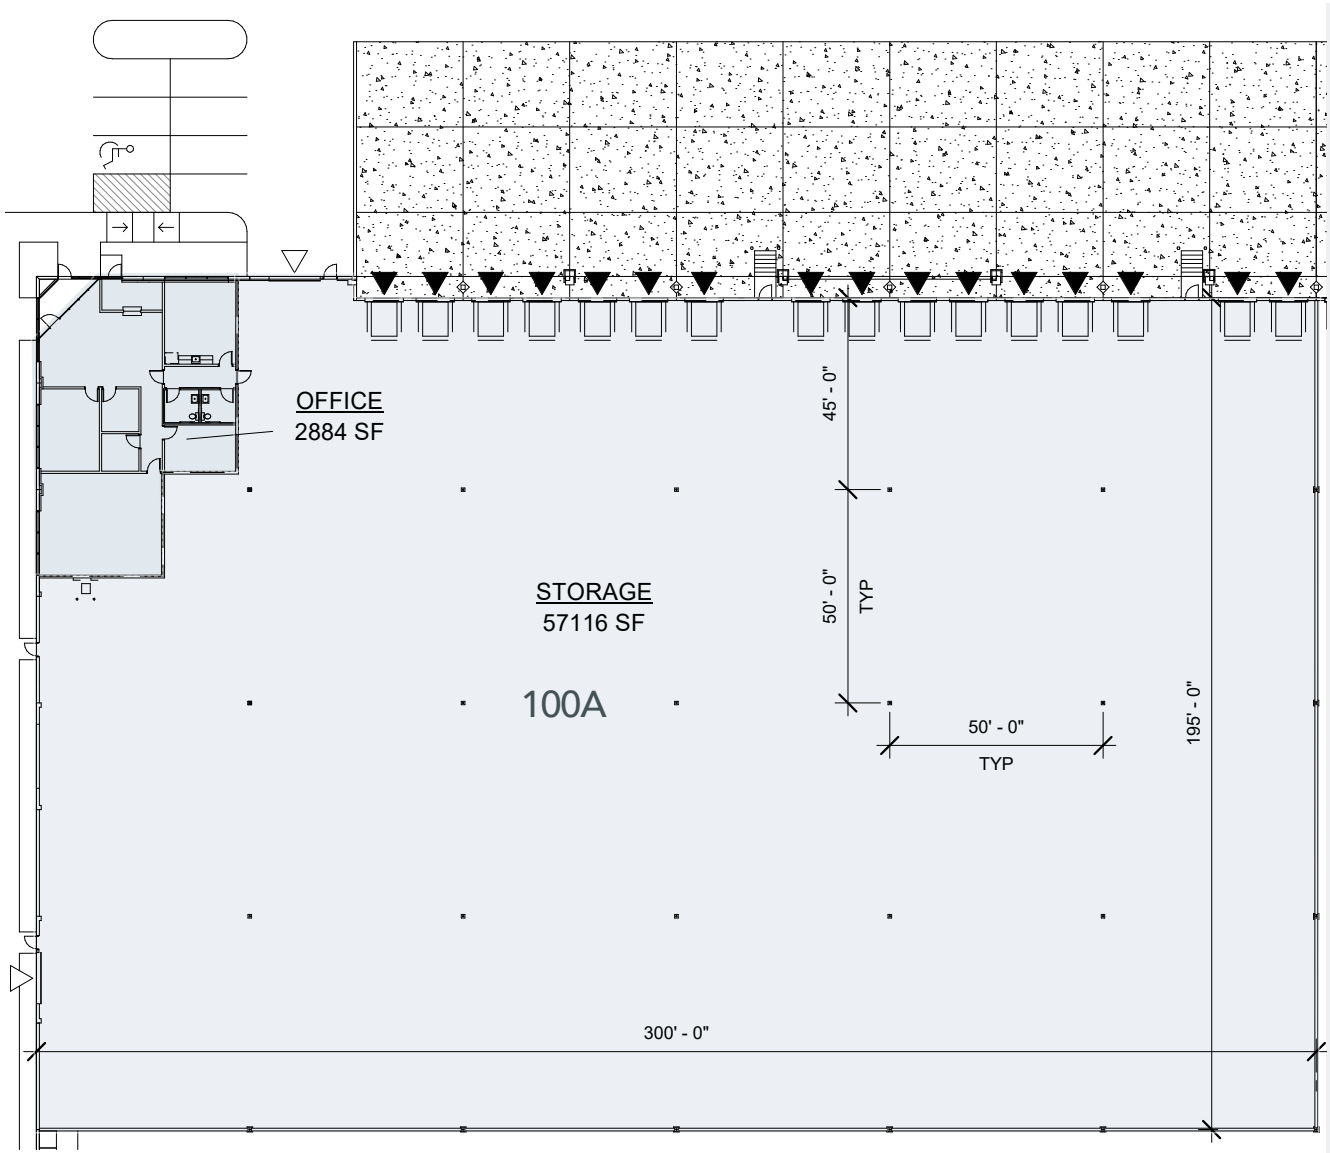 OFFICE
2884 SF
45' - 0"
STORAGE
57116 SF
50' - 0"
TYP
100A
195' - 0"
50' - 0"
TYP
300' - 0"